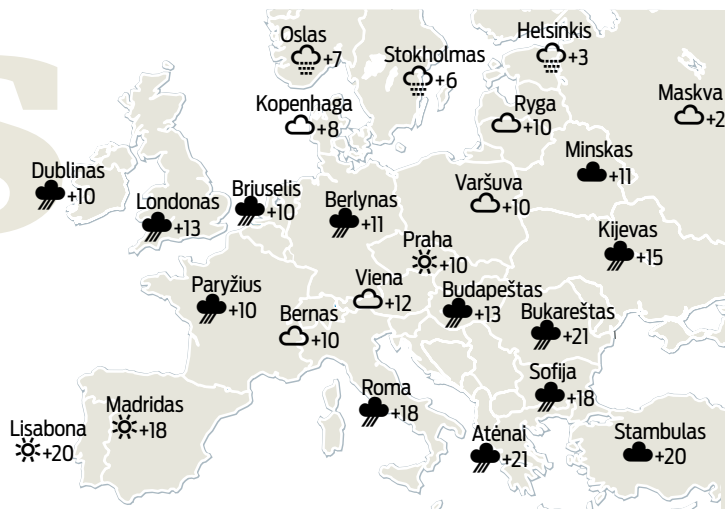 Oslas
+7
Stokholmas
+6
Helsinkis
+3
Kopenhaga
+8
Ryga
+10
Maskva
+2
Minskas
+11
Dublinas
+10
Londonas
+13
Briuselis
+10
Berlynas
+11
Varšuva
+10
Praha
+10
Kijevas
+15
Paryžius
+10
Bernas
+10
Viena
+12
Budapeštas
+13
Bukareštas
+21
Sofija
+18
Lisabona
+20
Madridas
+18
Roma
+18
Atėnai
+21
Stambulas
+20